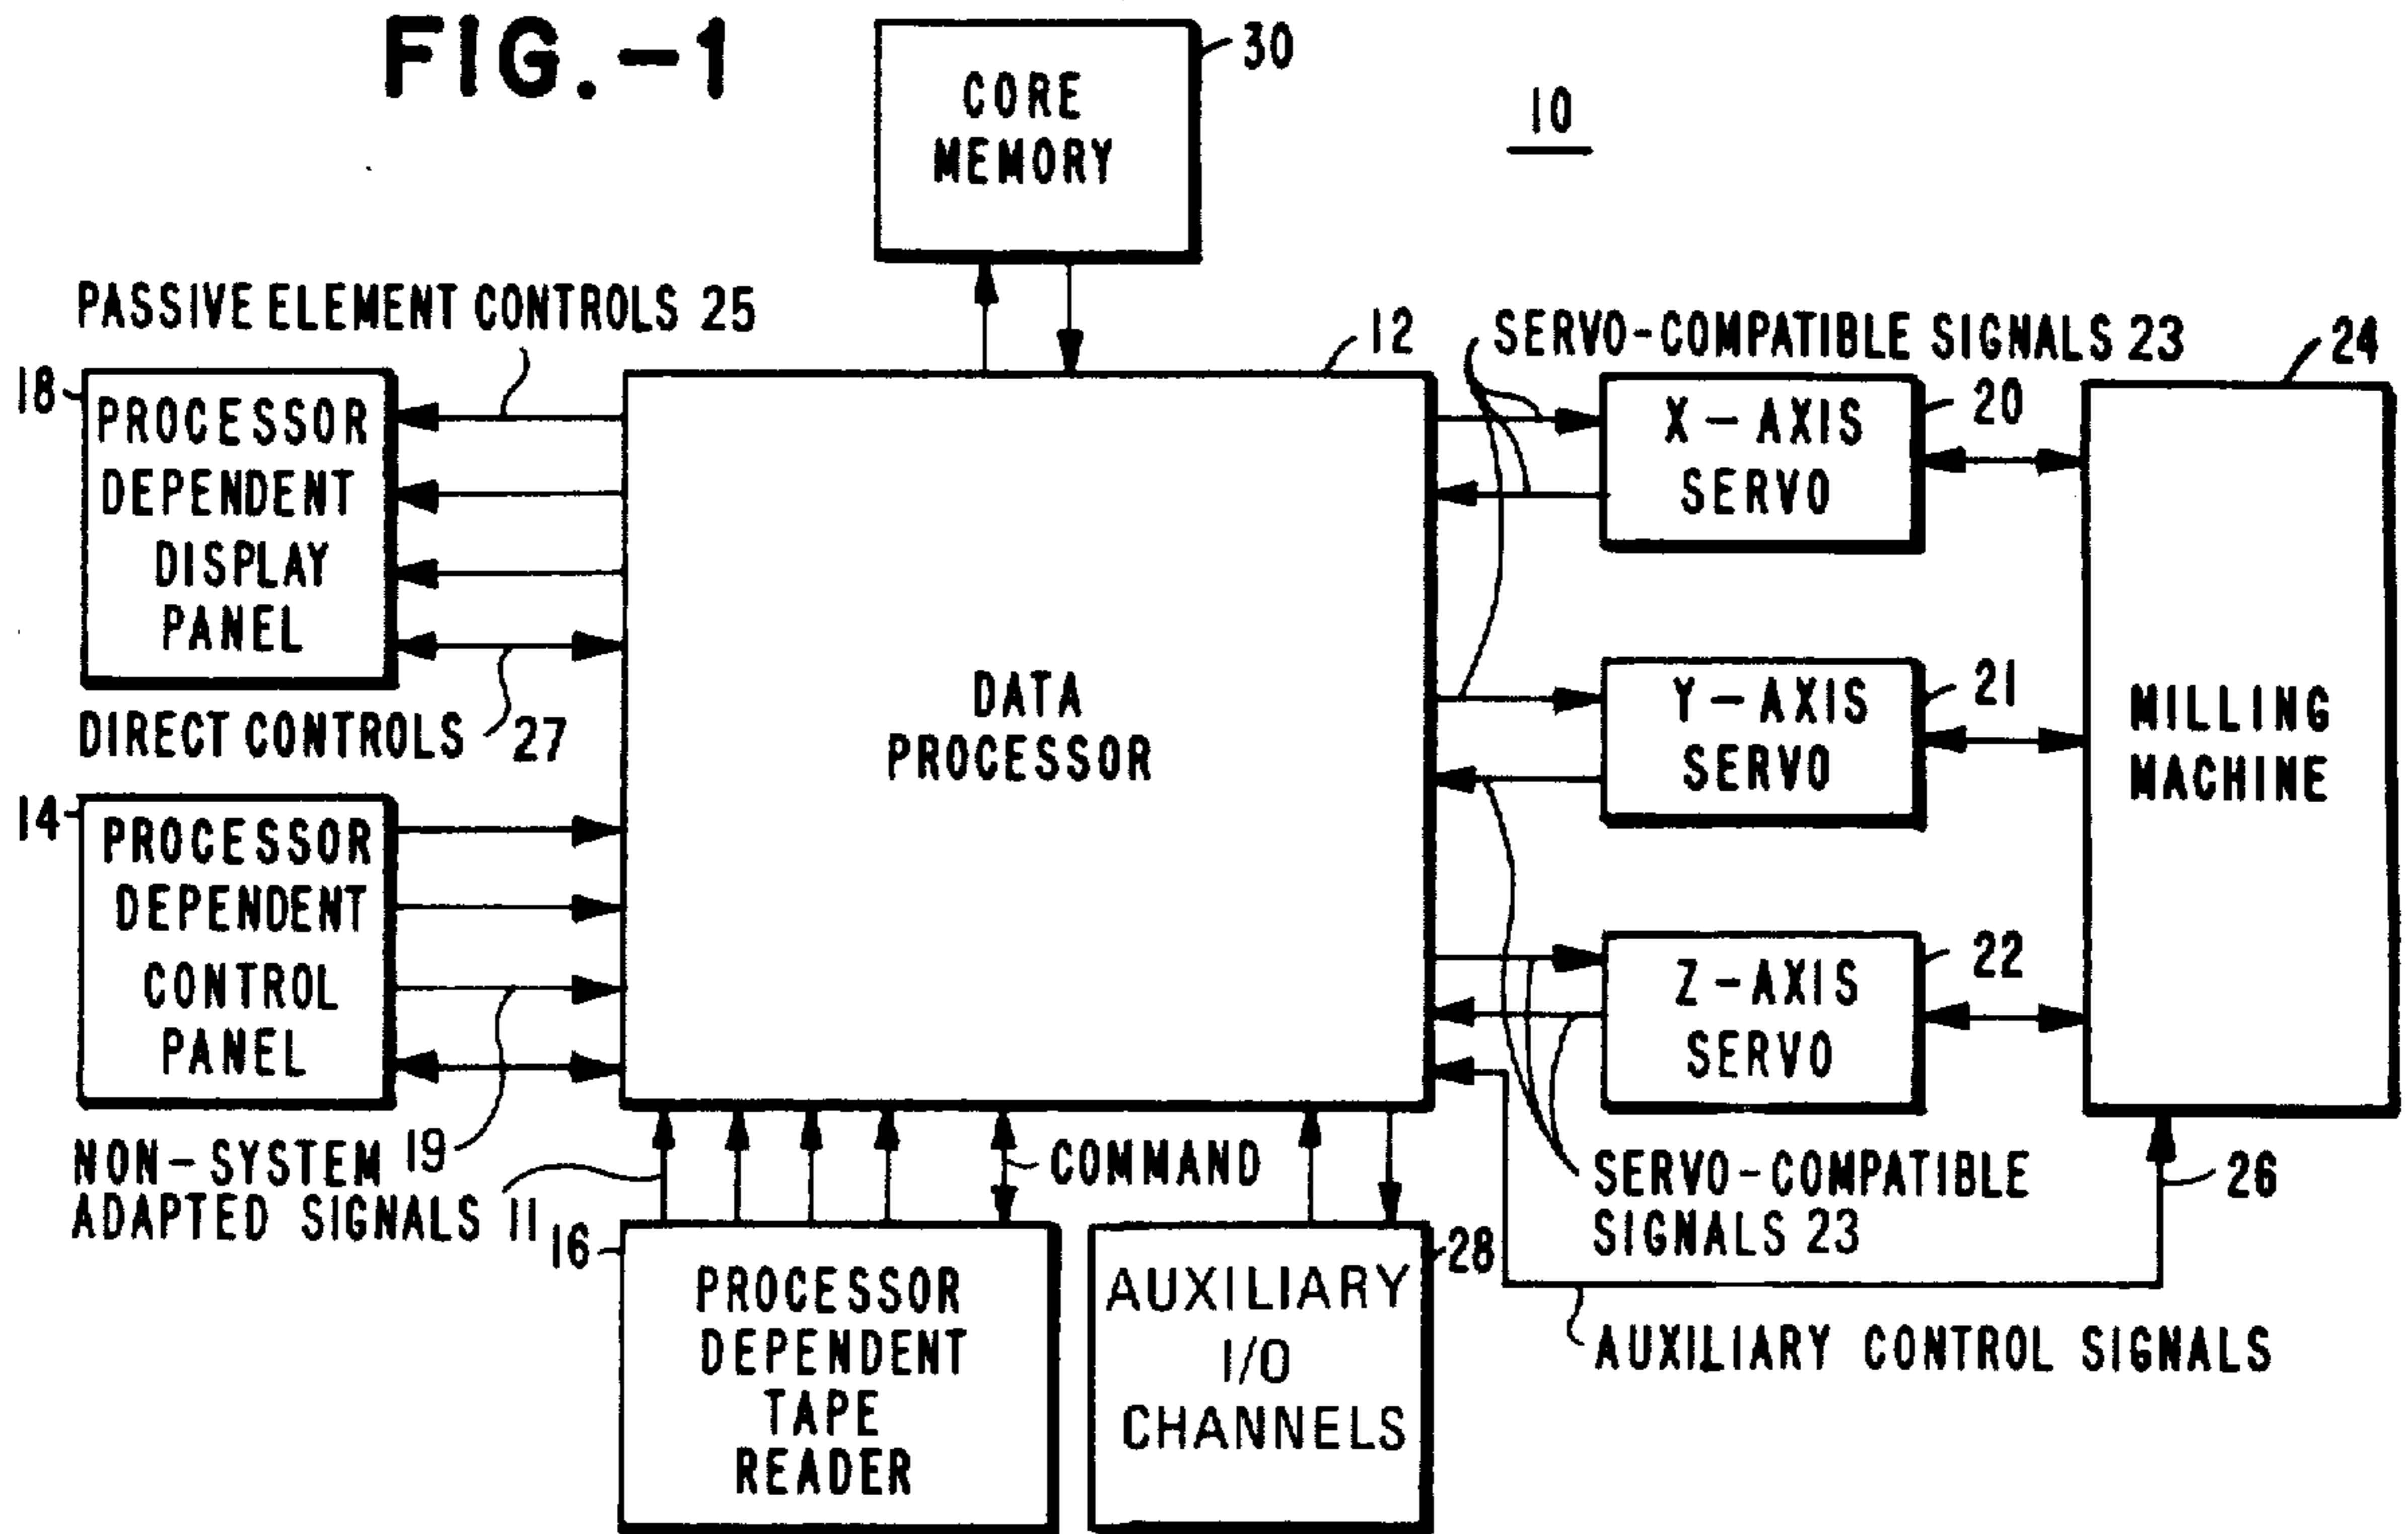 FIG.-1
CORE
MEMORY
30
10
PASSIVE ELEMENT CONTROLS 25
12
SERVO-COMPATIBLE SIGNALS 23
24
18
PROCESSOR
DEPENDENT
DISPLAY
PANEL
X-AXIS
SERVO
20
DIRECT CONTROLS 27
DATA
PROCESSOR
Y-AXIS
SERVO
21
MILLING
MACHINE
14
PROCESSOR
DEPENDENT
CONTROL
PANEL
Z-AXIS
SERVO
22
NON-SYSTEM 19
ADAPTED SIGNALS 11
COMMAND
SERVO-COMPATIBLE
SIGNALS 23
26
16
PROCESSOR
DEPENDENT
TAPE
READER
28
AUXILIARY
I/O
CHANNELS
AUXILIARY CONTROL SIGNALS